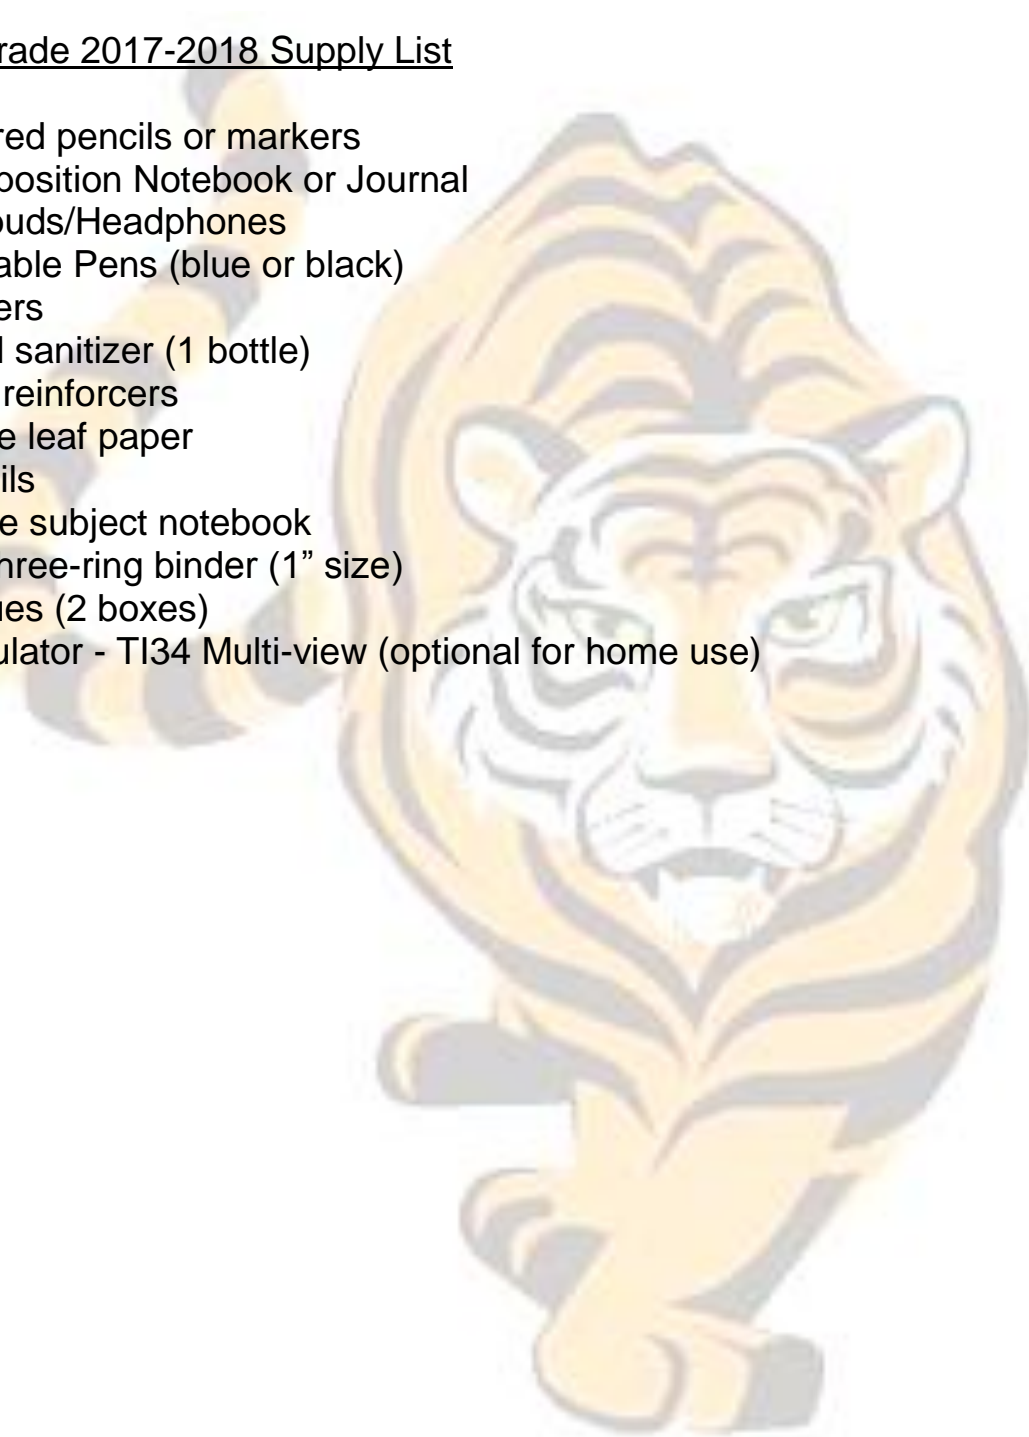 rade 2017-2018 Supply List
red pencils or markers
position Notebook or Journal
ouds/Headphones
able Pens (blue or black)
ers
l sanitizer (1 bottle)
reinforcers
e leaf paper
ils
e subject notebook
hree-ring binder (1” size)
ues (2 boxes)
ulator - TI34 Multi-view (optional for home use)